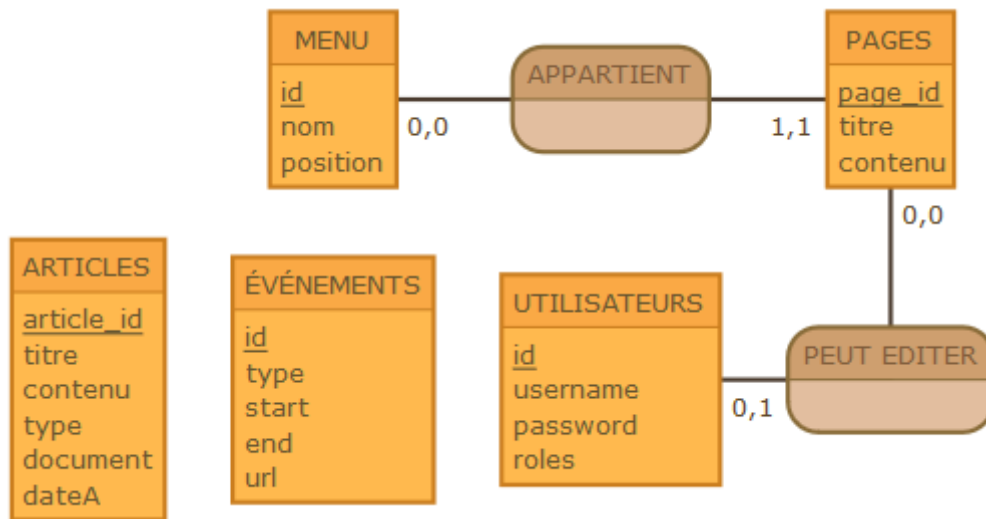 MENU
id
nom
position
0,0
APPARTIENT
1,1
PAGES
page_id
titre
contenu
0,0
ARTICLES
article_id
titre
contenu
type
document
dateA
ÉVÉNEMENTS
id
type
start
end
url
UTILISATEURS
id
username
password
roles
0,1
PEUT EDITER